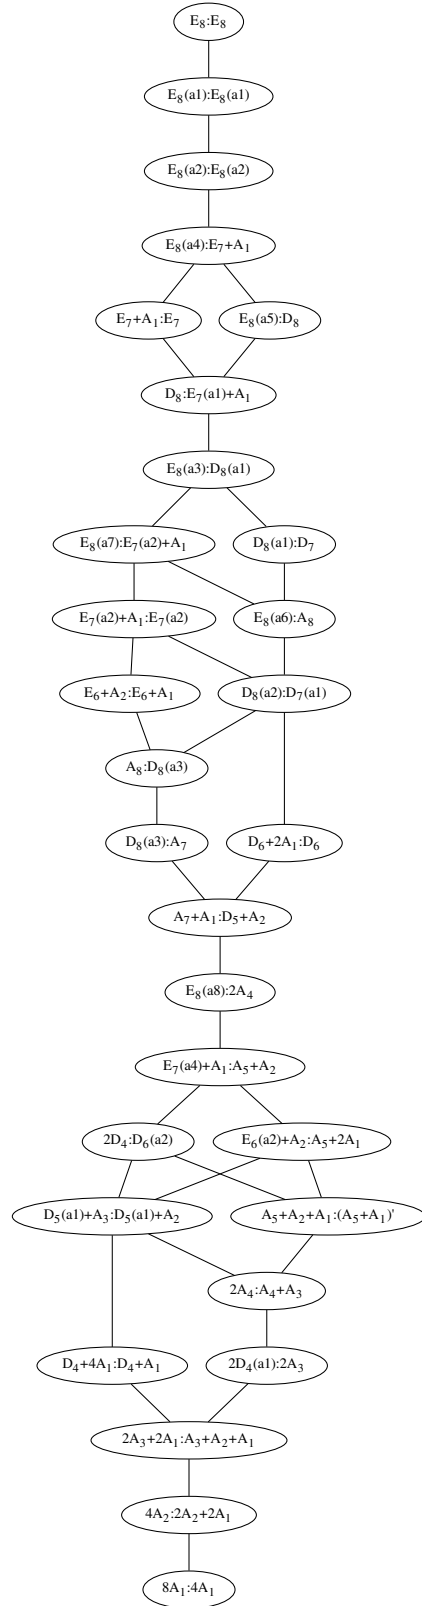 E₈:E₈
E₈(a1):E₈(a1)
E₈(a2):E₈(a2)
E₈(a4):E₇+A₁
E₇+A₁:E₇
E₈(a5):D₈
D₈:E₇(a1)+A₁
E₈(a3):D₈(a1)
E₈(a7):E₇(a2)+A₁
D₈(a1):D₇
E₇(a2)+A₁:E₇(a2)
E₈(a6):A₈
E₆+A₂:E₆+A₁
D₈(a2):D₇(a1)
A₈:D₈(a3)
D₈(a3):A₇
D₆+2A₁:D₆
A₇+A₁:D₅+A₂
E₈(a8):2A₄
E₇(a4)+A₁:A₅+A₂
2D₄:D₆(a2)
E₆(a2)+A₂:A₅+2A₁
D₅(a1)+A₃:D₅(a1)+A₂
A₅+A₂+A₁:(A₅+A₁)'
2A₄:A₄+A₃
D₄+4A₁:D₄+A₁
2D₄(a1):2A₃
2A₃+2A₁:A₃+A₂+A₁
4A₂:2A₂+2A₁
8A₁:4A₁